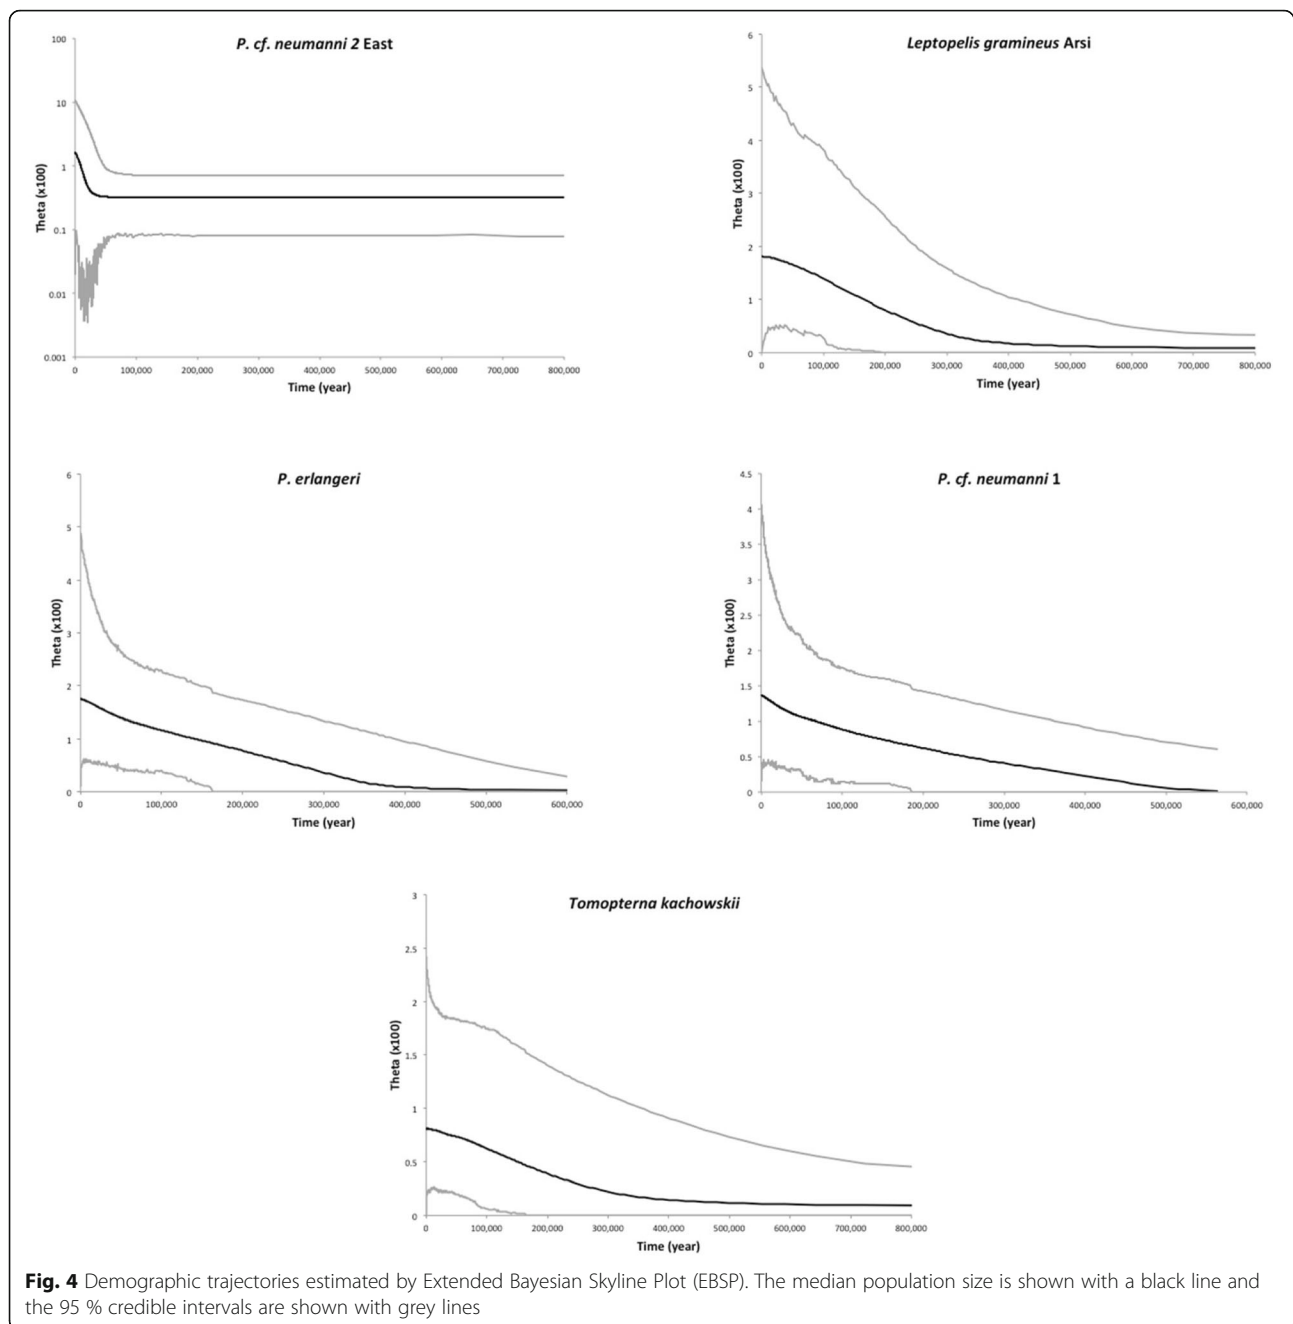 P. cf. neumanni 2 East
100
10
1
0.1
0.01
0.001
Theta (x100)
0 100,000 200,000 300,000 400,000 500,000 600,000 700,000 800,000
Time (year)
Leptopelis gramineus Arsi
6
5
4
3
2
1
0
Theta (x100)
0 100,000 200,000 300,000 400,000 500,000 600,000 700,000 800,000
Time (year)
P. erlangeri
6
5
4
3
2
1
0
Theta (x100)
0 100,000 200,000 300,000 400,000 500,000 600,000
Time (year)
P. cf. neumanni 1
4.5
4
3.5
3
2.5
2
1.5
1
0.5
0
Theta (x100)
0 100,000 200,000 300,000 400,000 500,000 600,000
Time (year)
Tomopterna kachowskii
3
2.5
2
1.5
1
0.5
0
Theta (x100)
0 100,000 200,000 300,000 400,000 500,000 600,000 700,000 800,000
Time (year)
Fig. 4 Demographic trajectories estimated by Extended Bayesian Skyline Plot (EBSP). The median population size is shown with a black line and
the 95 % credible intervals are shown with grey lines